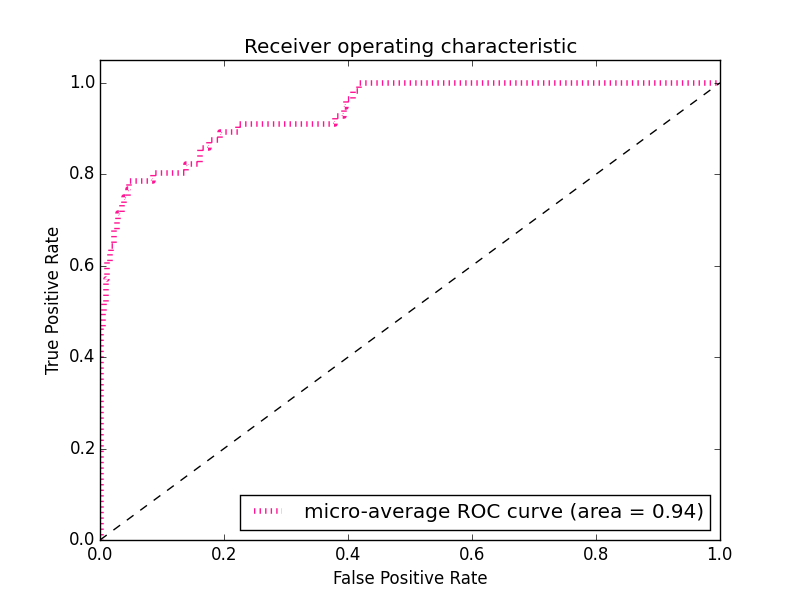 Receiver operating characteristic
1.0
0.8
0.6
0.4
0.2
0.0
True Positive Rate
micro-average ROC curve (area = 0.94)
0.0 0.2 0.4 0.6 0.8 1.0
False Positive Rate